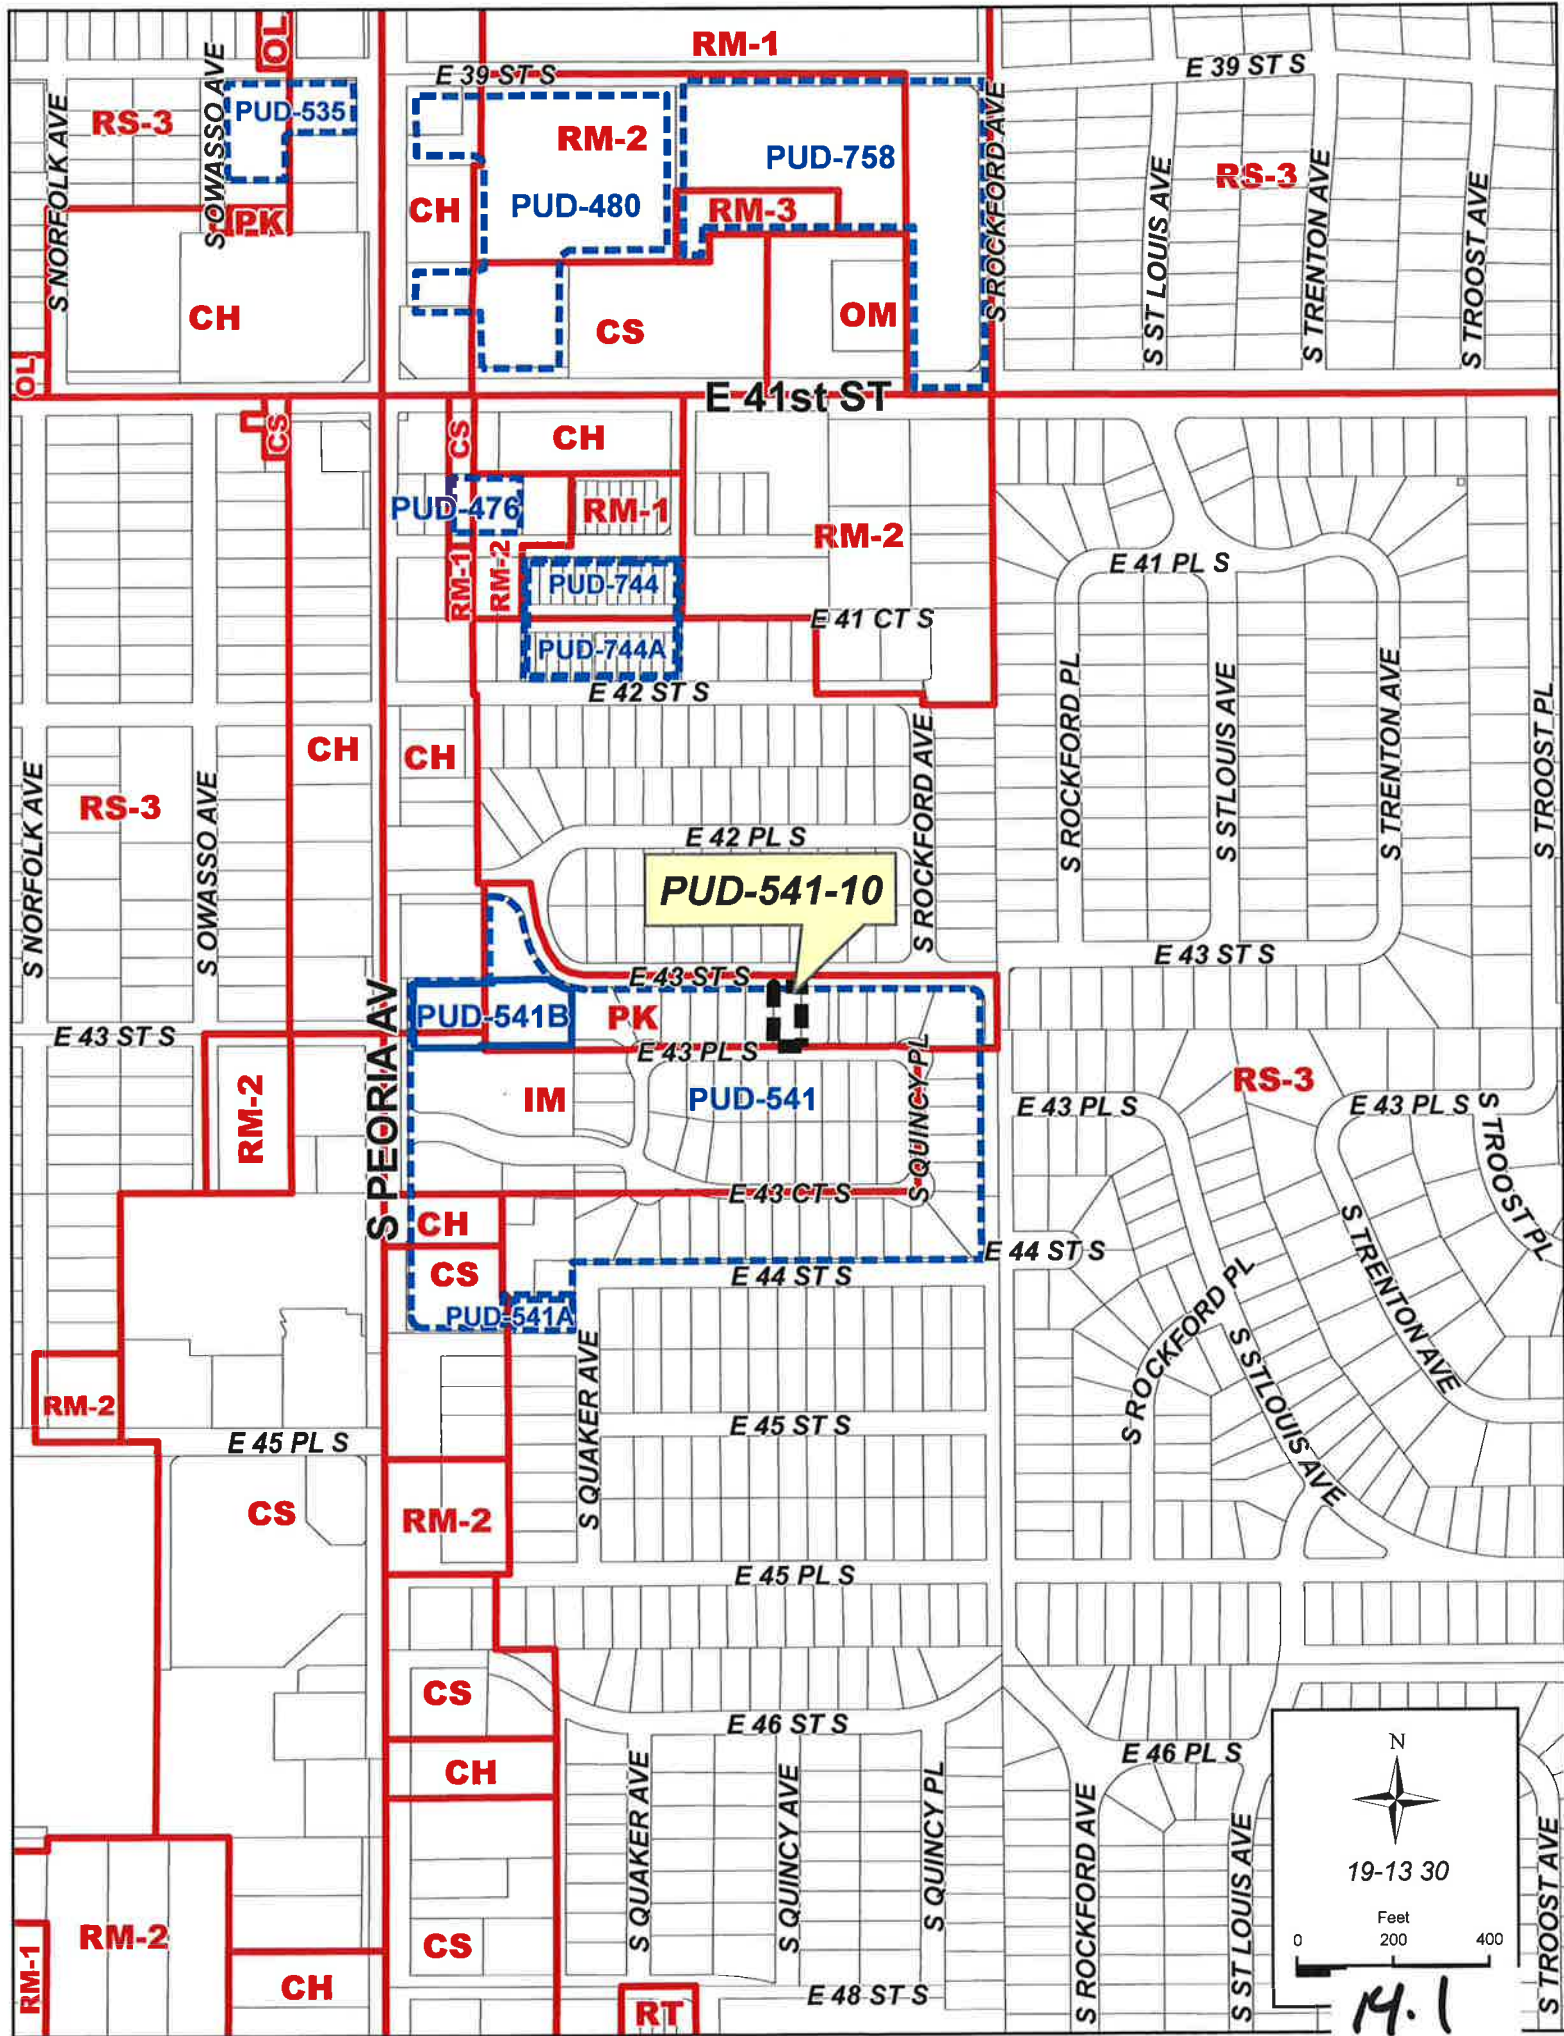 RM-1
OL
E 39 ST S
E 39 ST S
S OWASSO AVE
PUD-535
RS-3
S NORFOLK AVE
RM-2
PUD-758
S ROCKFORD AVE
RS-3
S ST LOUIS AVE
S TRENTON AVE
S TROOST AVE
CH
PUD-480
RM-3
PK
CH
CS
OM
OL
E 41st ST
CS
CS
CH
PUD-476
RM-1
RM-2
RM-1
RM-2
PUD-744
E 41 PL S
E 41 CT S
PUD-744A
E 42 ST S
S ROCKFORD PL
S STLOUIS AVE
S TRENTON AVE
S TROOST PL
CH
CH
S ROCKFORD AVE
RS-3
S NORFOLK AVE
S OWASSO AVE
E 42 PL S
PUD-541-10
E 43 ST S
E 43 ST S
PUD-541B
PK
S PEORIA AV
E 43 ST S
E 43 PL S
RM-2
IM
PUD-541
S QUINCY PL
RS-3
E 43 PL S
E 43 PL S
S TROOST PL
E 43 CT S
CH
S TRENTON AVE
E 44 ST S
CS
E 44 ST S
PUD-541A
S ROCKFORD PL
S STLOUIS AVE
S QUAKER AVE
RM-2
E 45 ST S
E 45 PL S
CS
RM-2
E 45 PL S
CS
E 46 ST S
E 46 PL S
CH
S QUAKER AVE
S QUINCY AVE
S QUINCY PL
S ROCKFORD AVE
S ST LOUIS AVE
S TROOST AVE
N
19-13 30
Feet
0 200 400
RM-2
RM-1
CS
CH
RT
E 48 ST S
14.1